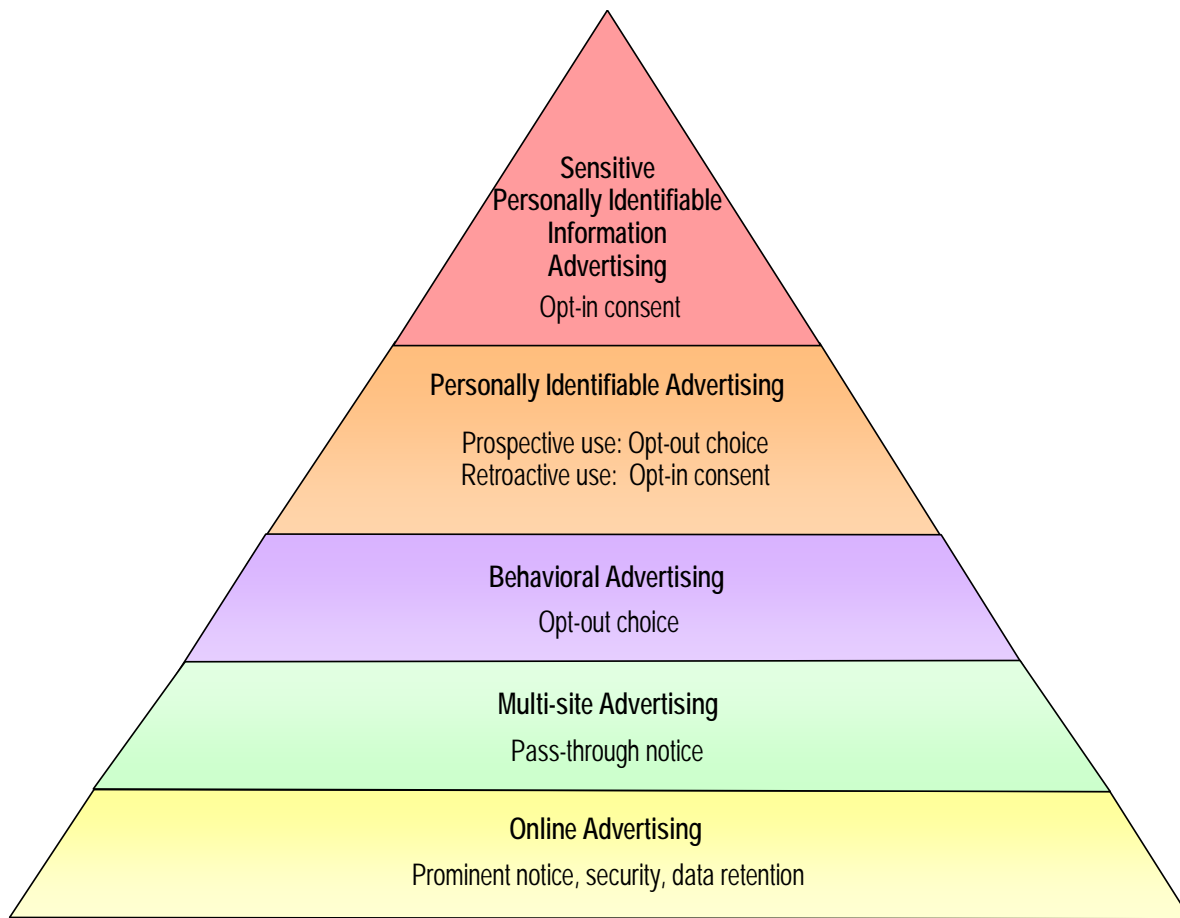 Sensitive
Personally Identifiable
Information
Advertising
Opt-in consent
Personally Identifiable Advertising
Prospective use: Opt-out choice
Retroactive use:  Opt-in consent
Behavioral Advertising
Opt-out choice
Multi-site Advertising
Pass-through notice
Online Advertising
Prominent notice, security, data retention